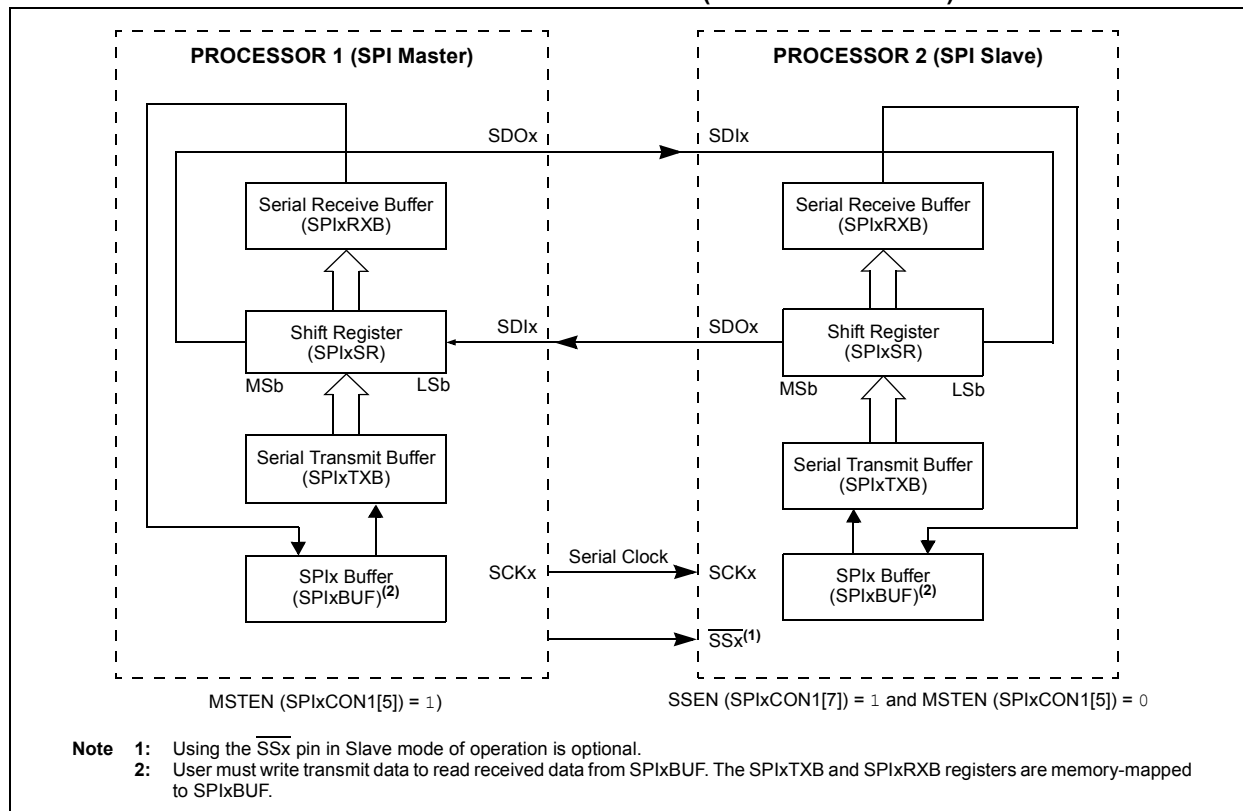 PROCESSOR 1 (SPI Master)
PROCESSOR 2 (SPI Slave)
SDOx
SDIx
Serial Receive Buffer
(SPIxRXB)
Serial Receive Buffer
(SPIxRXB)
Shift Register
(SPIxSR)
SDIx
SDOx
Shift Register
(SPIxSR)
MSb
LSb
MSb
LSb
Serial Transmit Buffer
(SPIxTXB)
Serial Transmit Buffer
(SPIxTXB)
SPIx Buffer
(SPIxBUF)(2)
SCKx
Serial Clock
SCKx
SPIx Buffer
(SPIxBUF)(2)
SSx(1)
MSTEN (SPIxCON1[5]) = 1)
SSEN (SPIxCON1[7]) = 1 and MSTEN (SPIxCON1[5]) = 0
Note 1: Using the SSx pin in Slave mode of operation is optional.
2: User must write transmit data to read received data from SPIxBUF. The SPIxTXB and SPIxRXB registers are memory-mapped
to SPIxBUF.